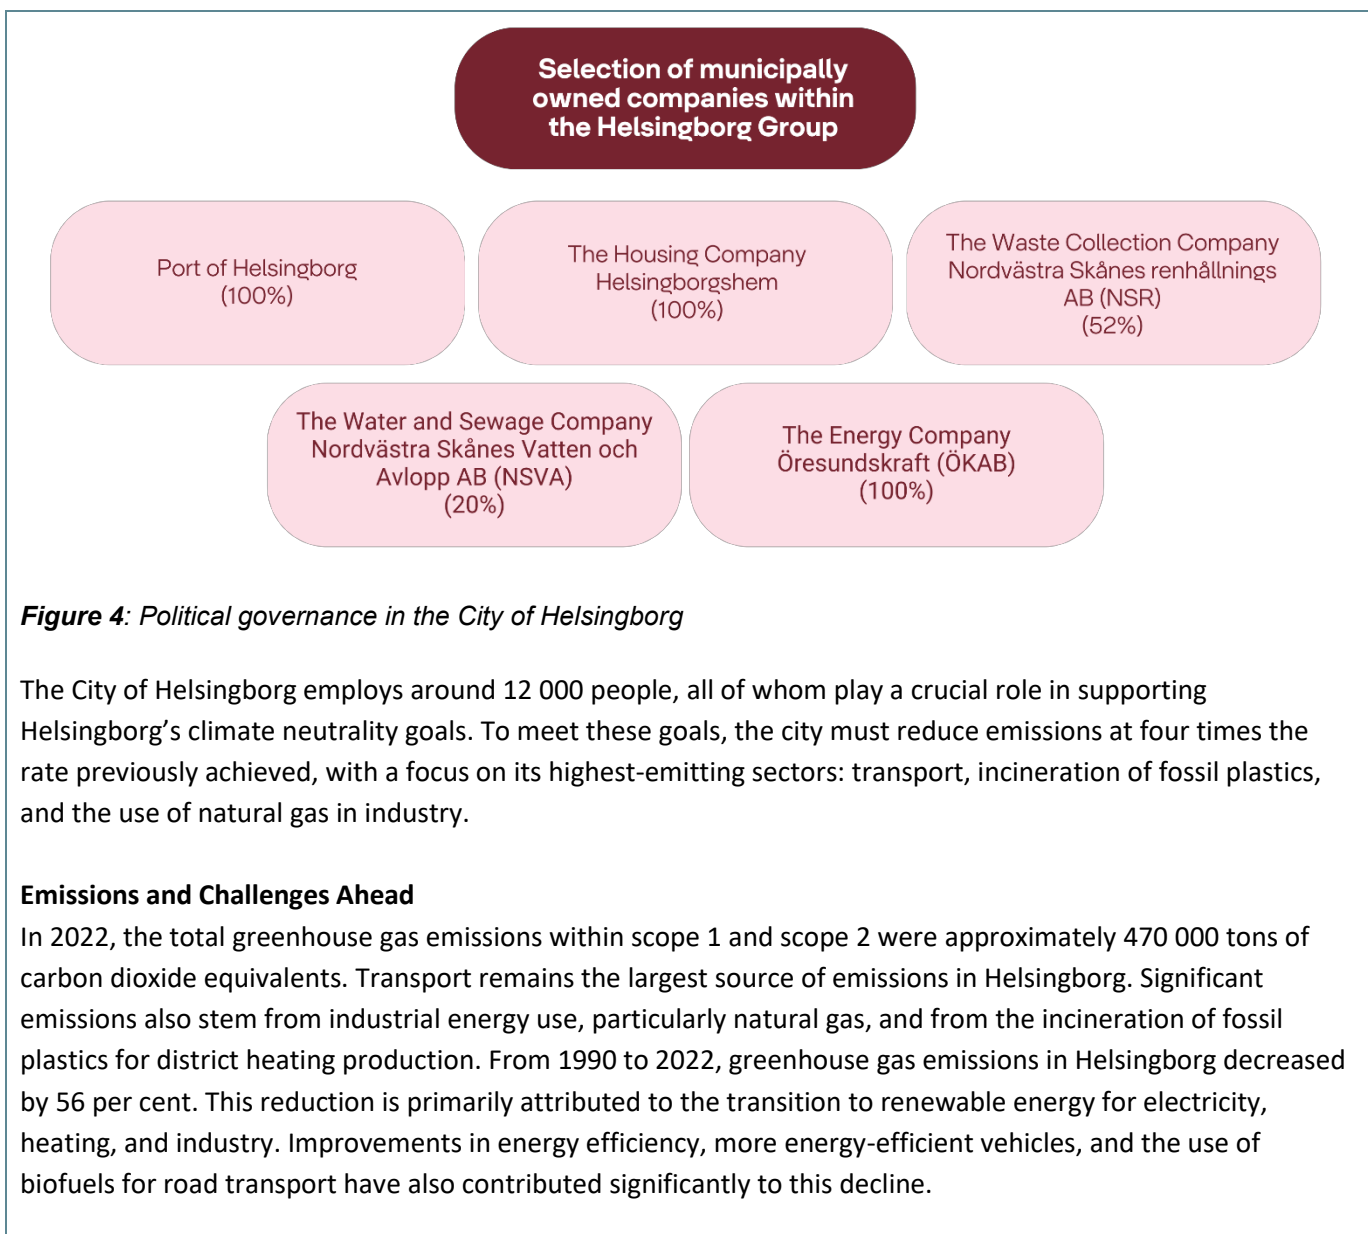 Selection of municipally
owned companies within
the Helsingborg Group
Port of Helsingborg
(100%)
The Housing Company
Helsingborgshem
(100%)
The Waste Collection Company
Nordvästra Skånes renhållnings
AB (NSR)
(52%)
The Water and Sewage Company
Nordvästra Skånes Vatten och
Avlopp AB (NSVA)
(20%)
The Energy Company
Öresundskraft (ÖKAB)
(100%)
Figure 4: Political governance in the City of Helsingborg
The City of Helsingborg employs around 12 000 people, all of whom play a crucial role in supporting
Helsingborg’s climate neutrality goals. To meet these goals, the city must reduce emissions at four times the
rate previously achieved, with a focus on its highest-emitting sectors: transport, incineration of fossil plastics,
and the use of natural gas in industry.
Emissions and Challenges Ahead
In 2022, the total greenhouse gas emissions within scope 1 and scope 2 were approximately 470 000 tons of
carbon dioxide equivalents. Transport remains the largest source of emissions in Helsingborg. Significant
emissions also stem from industrial energy use, particularly natural gas, and from the incineration of fossil
plastics for district heating production. From 1990 to 2022, greenhouse gas emissions in Helsingborg decreased
by 56 per cent. This reduction is primarily attributed to the transition to renewable energy for electricity,
heating, and industry. Improvements in energy efficiency, more energy-efficient vehicles, and the use of
biofuels for road transport have also contributed significantly to this decline.